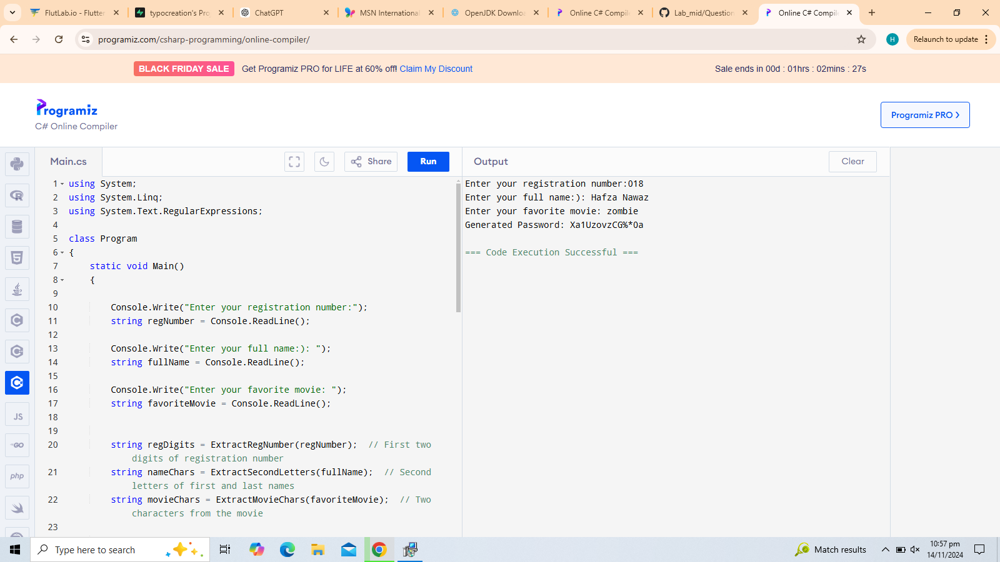 FlutLab.io - Flutter
typocreation's Pro
ChatGPT
MSN International
OpenJDK Downloa
Online C# Compil
Lab_mid/Question
Online C# Compil
programiz.com/csharp-programming/online-compiler/
H
Relaunch to update
BLACK FRIDAY SALE Get Programiz PRO for LIFE at 60% off! Claim My Discount
Sale ends in 00d : 01hrs : 02mins : 27s
Programiz
C# Online Compiler
Programiz PRO
Main.cs
Share
Run
Output
Clear
1 using System;
2 using System.Linq;
3 using System.Text.RegularExpressions;
4
5 class Program
6 {
7 static void Main()
8 {
9
10 Console.Write("Enter your registration number:");
11 string regNumber = Console.ReadLine();
12
13 Console.Write("Enter your full name:): ");
14 string fullName = Console.ReadLine();
15
16 Console.Write("Enter your favorite movie: ");
17 string favoriteMovie = Console.ReadLine();
18
19
20 string regDigits = ExtractRegNumber(regNumber); // First two
digits of registration number
21 string nameChars = ExtractSecondLetters(fullName); // Second
letters of first and last names
22 string movieChars = ExtractMovieChars(favoriteMovie); // Two
characters from the movie
23
Enter your registration number:018
Enter your full name:): Hafza Nawaz
Enter your favorite movie: zombie
Generated Password: Xa1UzovzCG%*0a
=== Code Execution Successful ===
JS
GO
php
Type here to search
Match results
10:57 pm
14/11/2024